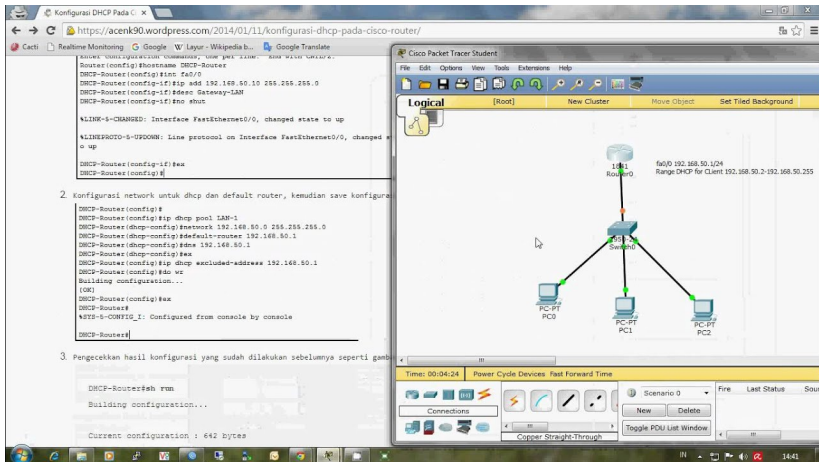 Konfigurasi DHCP Pada C
https://acenk90.wordpress.com/2014/01/11/konfigurasi-dhcp-pada-cisco-router/
Cacti Realtime Monitoring Google Layur - Wikipedia b... Google Translate
Enter configuration commands, one per line. End with CNTL/Z.
Router(config)#hostname DHCP-Router
DHCP-Router(config)#int fa0/0
DHCP-Router(config-if)#ip add 192.168.50.10 255.255.255.0
DHCP-Router(config-if)#desc Gateway-LAN
DHCP-Router(config-if)#no shut
%LINK-5-CHANGED: Interface FastEthernet0/0, changed state to up
%LINEPROTO-5-UPDOWN: Line protocol on Interface FastEthernet0/0, changed s
o up
DHCP-Router(config-if)#ex
DHCP-Router(config)#
2. Konfigurasi network untuk dhcp dan default router, kemudian save konfigura
DHCP-Router(config)#
DHCP-Router(config)#ip dhcp pool LAN-1
DHCP-Router(dhcp-config)#network 192.168.50.0 255.255.255.0
DHCP-Router(dhcp-config)#default-router 192.168.50.1
DHCP-Router(dhcp-config)#dns 192.168.50.1
DHCP-Router(dhcp-config)#ex
DHCP-Router(config)#ip dhcp excluded-address 192.168.50.1
DHCP-Router(config)#do wr
Building configuration...
[OK]
DHCP-Router(config)#ex
DHCP-Router#
%SYS-5-CONFIG_I: Configured from console by console
DHCP-Router#
3. Pengecekkan hasil konfigurasi yang sudah dilakukan sebelumnya seperti gamba
DHCP-Router#sh run
Building configuration...
Current configuration : 642 bytes
Cisco Packet Tracer Student
File Edit Options View Tools Extensions Help
Logical [Root] New Cluster Move Object Set Tiled Background
1841
Router0
fa0/0 192.168.50.1/24
Range DHCP for CLient 192.168.50.2-192.168.50.255
Switch0
PC-PT
PC0
PC-PT
PC1
PC-PT
PC2
Time: 00:04:24 Power Cycle Devices Fast Forward Time
Connections
Copper Straight-Through
Scenario 0
New Delete
Toggle PDU List Window
Fire Last Status Sou
IN 14:41